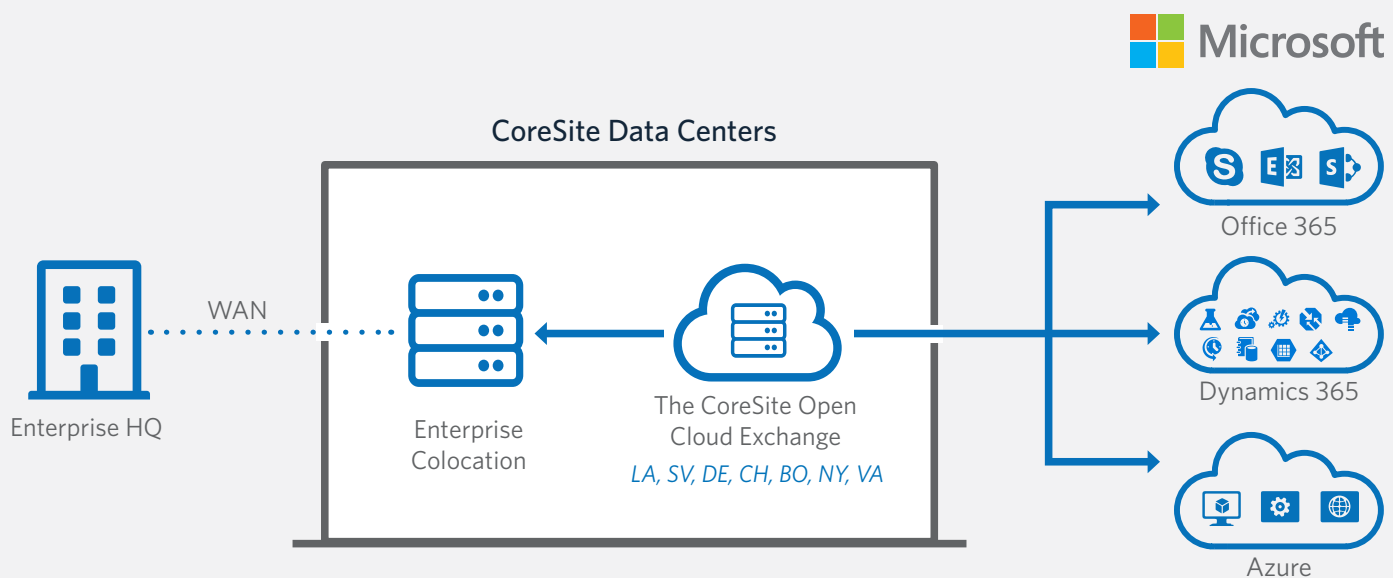 Microsoft
CoreSite Data Centers
WAN
Enterprise HQ
Enterprise
Colocation
The CoreSite Open
Cloud Exchange
LA, SV, DE, CH, BO, NY, VA
S E S
Office 365
Dynamics 365
Azure